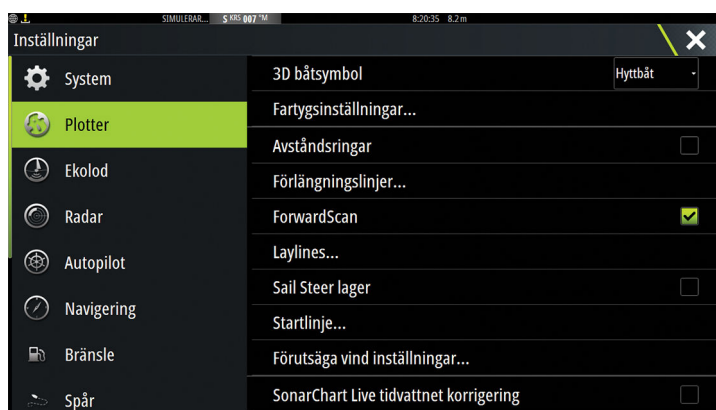 SIMULERAR... S KRS 007 °M 8:20:35 8.2 m
Inställningar
System
Plotter
Ekolod
Radar
Autopilot
Navigering
Bränsle
Spår
3D båtsymbol Hyttbåt
Fartygsinställningar...
Avståndsringar
Förlängningslinjer...
ForwardScan
Laylines...
Sail Steer lager
Startlinje...
Förutsäga vind inställningar...
SonarChart Live tidvattnet korrigering